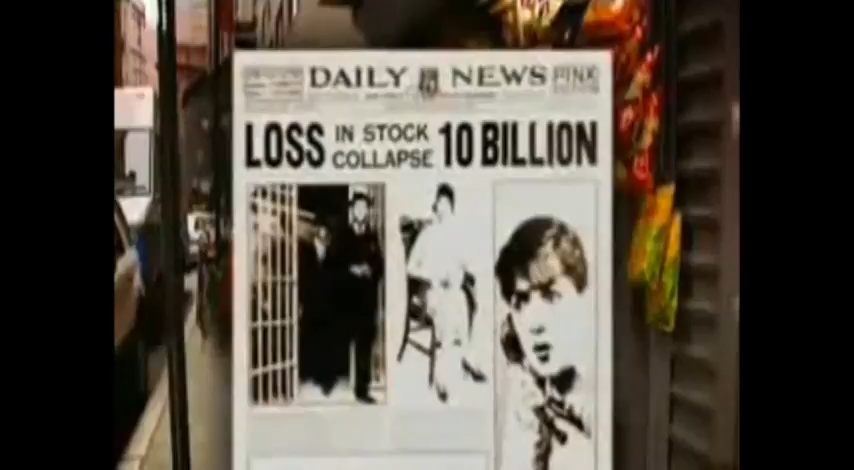 DAILY NEWS PINK
LOSS IN STOCK COLLAPSE 10 BILLION